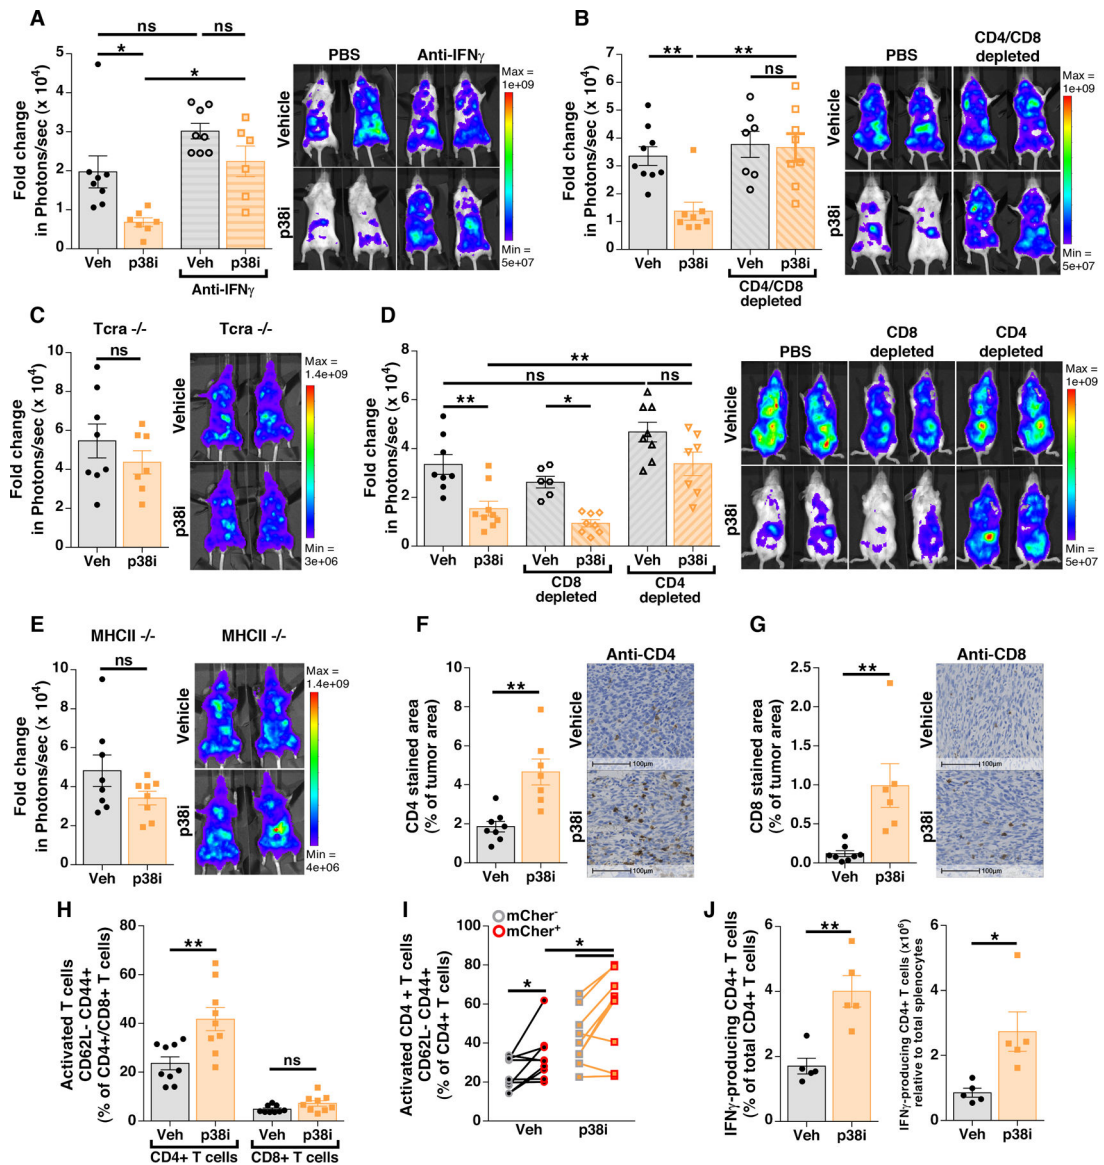 A
ns
ns
*
*
Fold change
in Photons/sec (x 10⁴)
5
4
3
2
1
0
Veh
p38i
Veh
p38i
Anti-IFNγ
PBS
Anti-IFNγ
Vehicle
p38i
Max =
1e+09
Min =
5e+07
B
**
**
ns
Fold change
in Photons/sec (x 10⁴)
7
6
5
4
3
2
1
0
Veh
p38i
Veh
p38i
CD4/CD8
depleted
PBS
CD4/CD8
depleted
Vehicle
p38i
Max =
1e+09
Min =
5e+07
C
Tcra -/-
ns
Fold change
in Photons/sec (x 10⁴)
10
8
6
4
2
0
Veh
p38i
Tcra -/-
Vehicle
p38i
Max =
1.4e+09
Min =
3e+06
D
**
ns
ns
**
*
Fold change
in Photons/sec (x 10⁴)
8
6
4
2
0
Veh
p38i
Veh
p38i
Veh
p38i
CD8
depleted
CD4
depleted
PBS
CD8
depleted
CD4
depleted
Vehicle
p38i
Max =
1e+09
Min =
5e+07
E
MHCII -/-
ns
Fold change
in Photons/sec (x 10⁴)
10
8
6
4
2
0
Veh
p38i
MHCII -/-
Vehicle
p38i
Max =
1.4e+09
Min =
4e+06
F
**
CD4 stained area
(% of tumor area)
10
8
6
4
2
0
Veh
p38i
Anti-CD4
Vehicle
p38i
100μm
100μm
G
**
CD8 stained area
(% of tumor area)
2.5
2.0
1.5
1.0
0.5
0.0
Veh
p38i
Anti-CD8
Vehicle
p38i
100μm
100μm
H
**
ns
Activated T cells
CD62L- CD44+
(% of CD4+/CD8+ T cells)
80
60
40
20
0
Veh
p38i
Veh
p38i
CD4+ T cells
CD8+ T cells
I
mCher⁻
mCher⁺
*
*
Activated CD4 + T cells
CD62L- CD44+
(% of CD4+ T cells)
100
80
60
40
20
0
Veh
p38i
J
**
IFNγ-producing CD4+ T cells
(% of total CD4+ T cells)
6
4
2
0
Veh
p38i
*
IFNγ-producing CD4+ T cells (x10⁶)
relative to total splenocytes
6
4
2
0
Veh
p38i